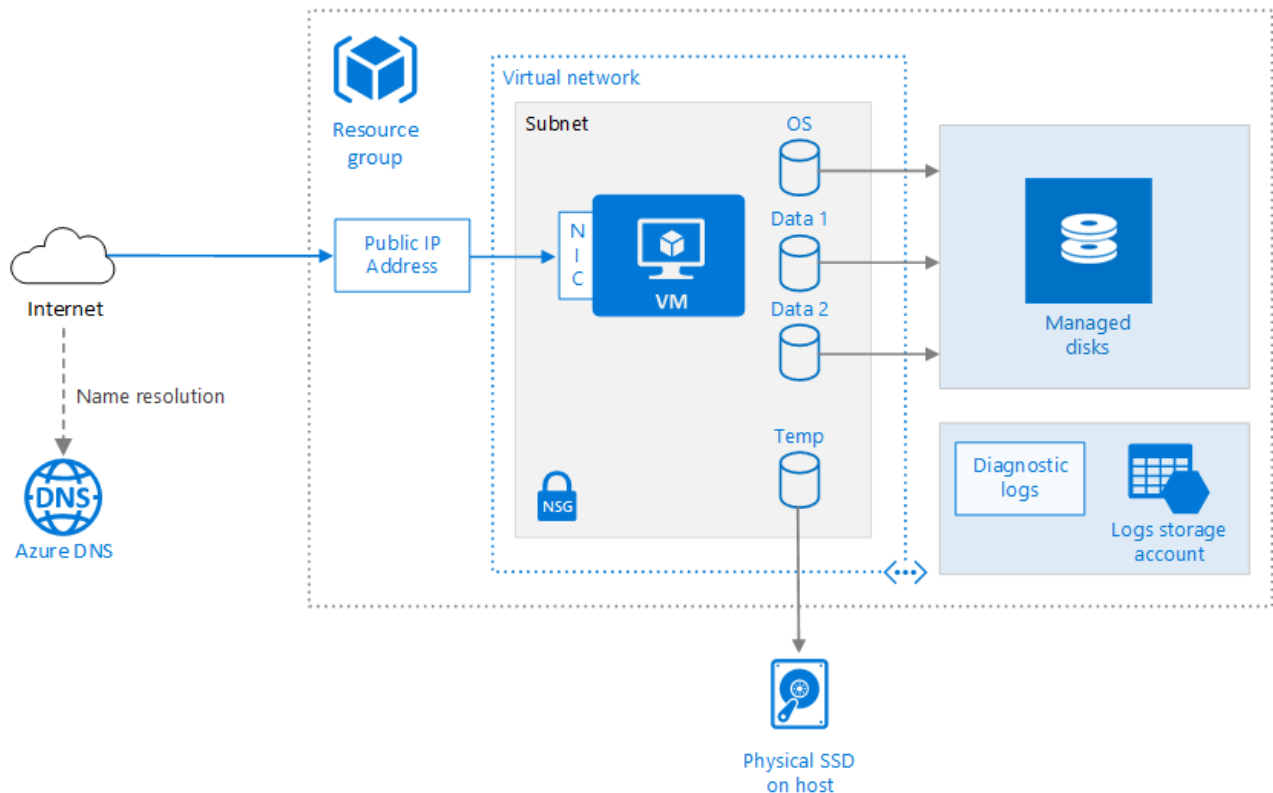 Resource
group
Virtual network
Subnet
OS
Data 1
Data 2
Temp
Public IP
Address
N
I
C
VM
NSG
Internet
Name resolution
DNS
Azure DNS
Managed
disks
Diagnostic
logs
Logs storage
account
Physical SSD
on host